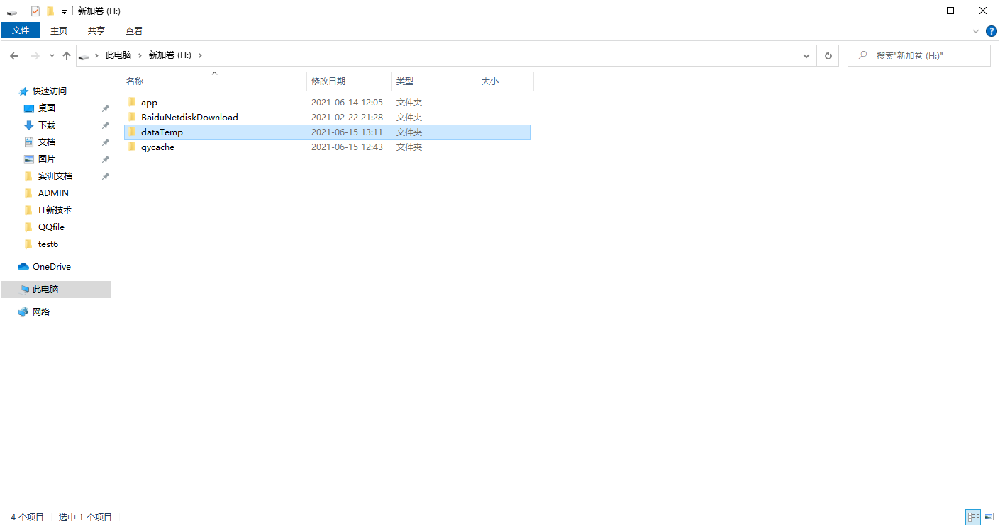 新加卷 (H:)
文件 主页 共享 查看
此电脑 新加卷 (H:) 搜索"新加卷 (H:)"
名称 修改日期 类型 大小
app 2021-06-14 12:05 文件夹
BaiduNetdiskDownload 2021-02-22 21:28 文件夹
dataTemp 2021-06-15 13:11 文件夹
qycache 2021-06-15 12:43 文件夹
快速访问
桌面
下载
文档
图片
实训文档
ADMIN
IT新技术
QQfile
test6
OneDrive
此电脑
网络
4 个项目 选中 1 个项目